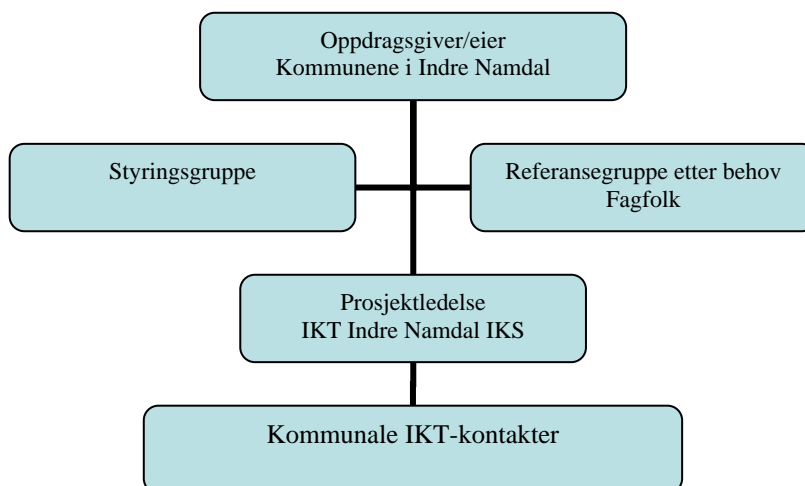 Oppdragsgiver/eier
Kommunene i Indre Namdal
Styringsgruppe
Referansegruppe etter behov
Fagfolk
Prosjektledelse
IKT Indre Namdal IKS
Kommunale IKT-kontakter